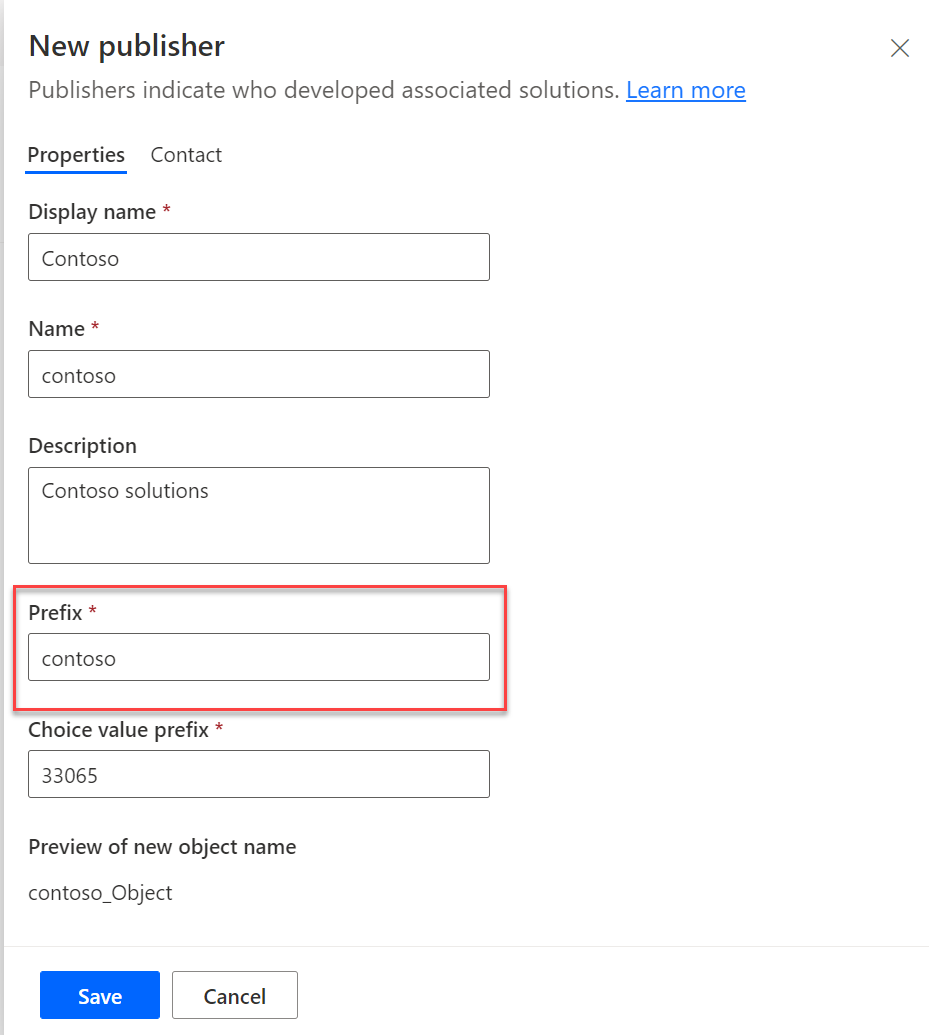 New publisher
Publishers indicate who developed associated solutions. Learn more
Properties Contact
Display name *
Contoso
Name *
contoso
Description
Contoso solutions
Prefix *
contoso
Choice value prefix *
33065
Preview of new object name
contoso_Object
Save Cancel